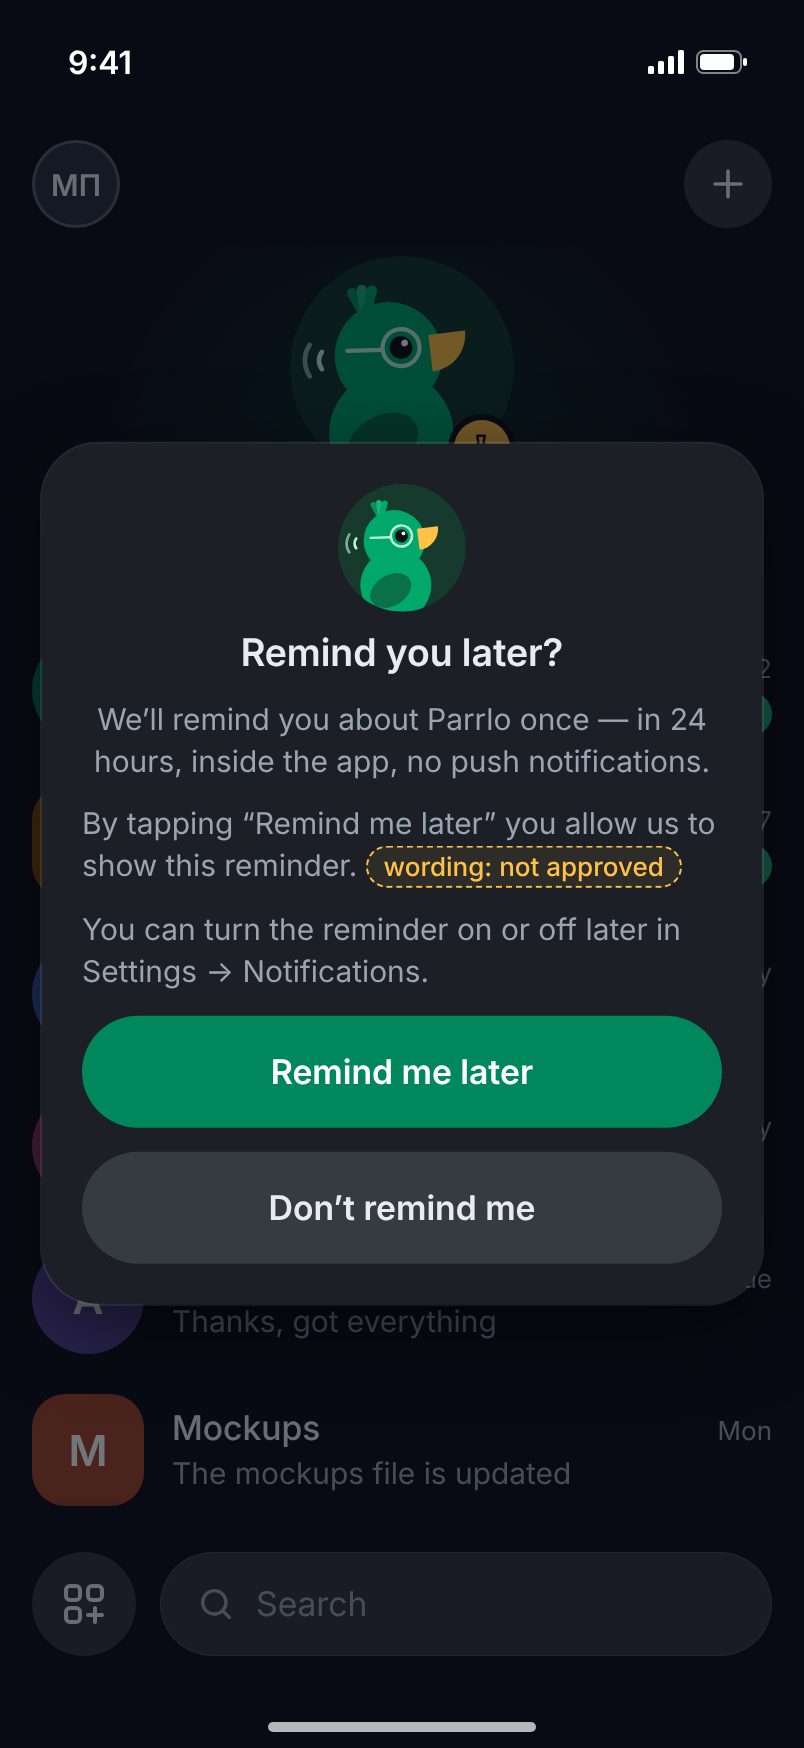 9:41
МП
Remind you later?
We’ll remind you about Parrlo once — in 24
hours, inside the app, no push notifications.
By tapping “Remind me later” you allow us to
show this reminder. wording: not approved
You can turn the reminder on or off later in
Settings → Notifications.
Remind me later
Don’t remind me
Thanks, got everything
M
Mockups
Mon
The mockups file is updated
Search